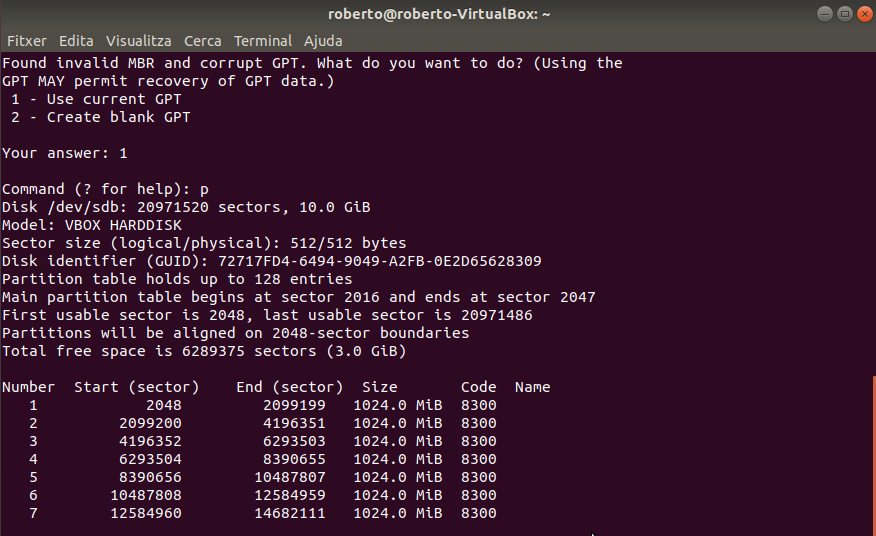 roberto@roberto-VirtualBox: ~
Fitxer Edita Visualitza Cerca Terminal Ajuda
Found invalid MBR and corrupt GPT. What do you want to do? (Using the
GPT MAY permit recovery of GPT data.)
 1 - Use current GPT
 2 - Create blank GPT

Your answer: 1

Command (? for help): p
Disk /dev/sdb: 20971520 sectors, 10.0 GiB
Model: VBOX HARDDISK
Sector size (logical/physical): 512/512 bytes
Disk identifier (GUID): 72717FD4-6494-9049-A2FB-0E2D65628309
Partition table holds up to 128 entries
Main partition table begins at sector 2016 and ends at sector 2047
First usable sector is 2048, last usable sector is 20971486
Partitions will be aligned on 2048-sector boundaries
Total free space is 6289375 sectors (3.0 GiB)

Number  Start (sector)    End (sector)  Size       Code  Name
   1            2048         2099199   1024.0 MiB  8300
   2         2099200         4196351   1024.0 MiB  8300
   3         4196352         6293503   1024.0 MiB  8300
   4         6293504         8390655   1024.0 MiB  8300
   5         8390656        10487807   1024.0 MiB  8300
   6        10487808        12584959   1024.0 MiB  8300
   7        12584960        14682111   1024.0 MiB  8300